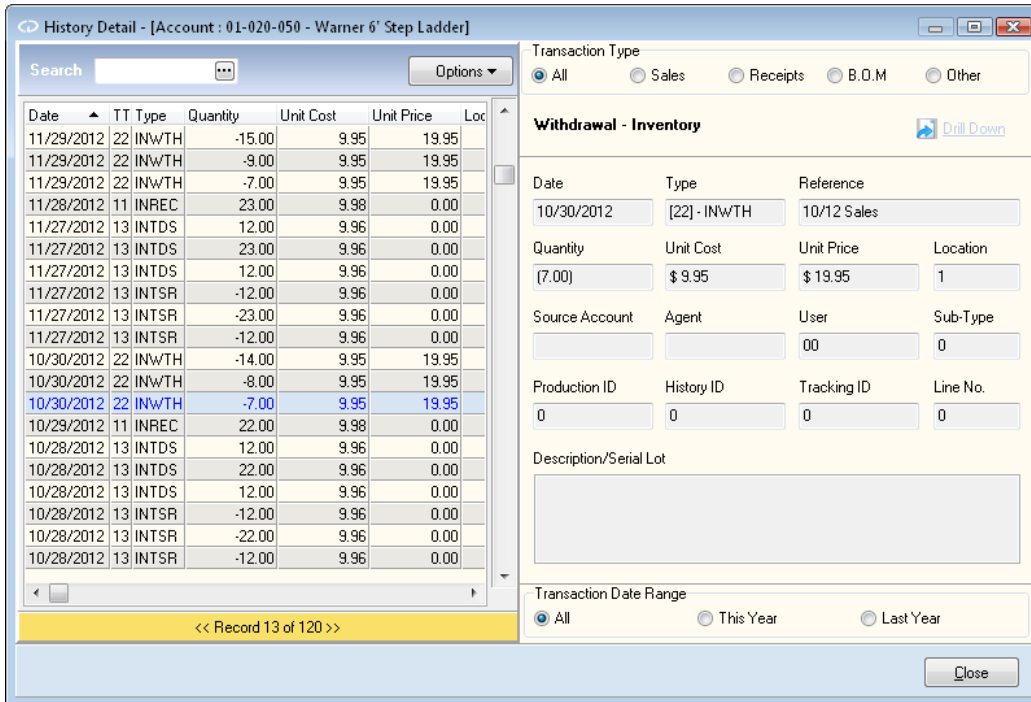 History Detail - [Account : 01-020-050 - Warner 6' Step Ladder]
Search ... Options
Date TT Type Quantity Unit Cost Unit Price Loc
11/29/2012 22 INWTH -15.00 9.95 19.95
11/29/2012 22 INWTH -9.00 9.95 19.95
11/29/2012 22 INWTH -7.00 9.95 19.95
11/28/2012 11 INREC 23.00 9.98 0.00
11/27/2012 13 INTDS 12.00 9.96 0.00
11/27/2012 13 INTDS 23.00 9.96 0.00
11/27/2012 13 INTDS 12.00 9.96 0.00
11/27/2012 13 INTSR -12.00 9.96 0.00
11/27/2012 13 INTSR -23.00 9.96 0.00
11/27/2012 13 INTSR -12.00 9.96 0.00
10/30/2012 22 INWTH -14.00 9.95 19.95
10/30/2012 22 INWTH -8.00 9.95 19.95
10/30/2012 22 INWTH -7.00 9.95 19.95
10/29/2012 11 INREC 22.00 9.98 0.00
10/28/2012 13 INTDS 12.00 9.96 0.00
10/28/2012 13 INTDS 22.00 9.96 0.00
10/28/2012 13 INTDS 12.00 9.96 0.00
10/28/2012 13 INTSR -12.00 9.96 0.00
10/28/2012 13 INTSR -22.00 9.96 0.00
10/28/2012 13 INTSR -12.00 9.96 0.00
<< Record 13 of 120 >>
Transaction Type
All Sales Receipts B.O.M Other
Withdrawal - Inventory Drill Down
Date Type Reference
10/30/2012 [22] - INWTH 10/12 Sales
Quantity Unit Cost Unit Price Location
(7.00) $ 9.95 $ 19.95 1
Source Account Agent User Sub-Type
00 0
Production ID History ID Tracking ID Line No.
0 0 0 0
Description/Serial Lot
Transaction Date Range
All This Year Last Year
Close